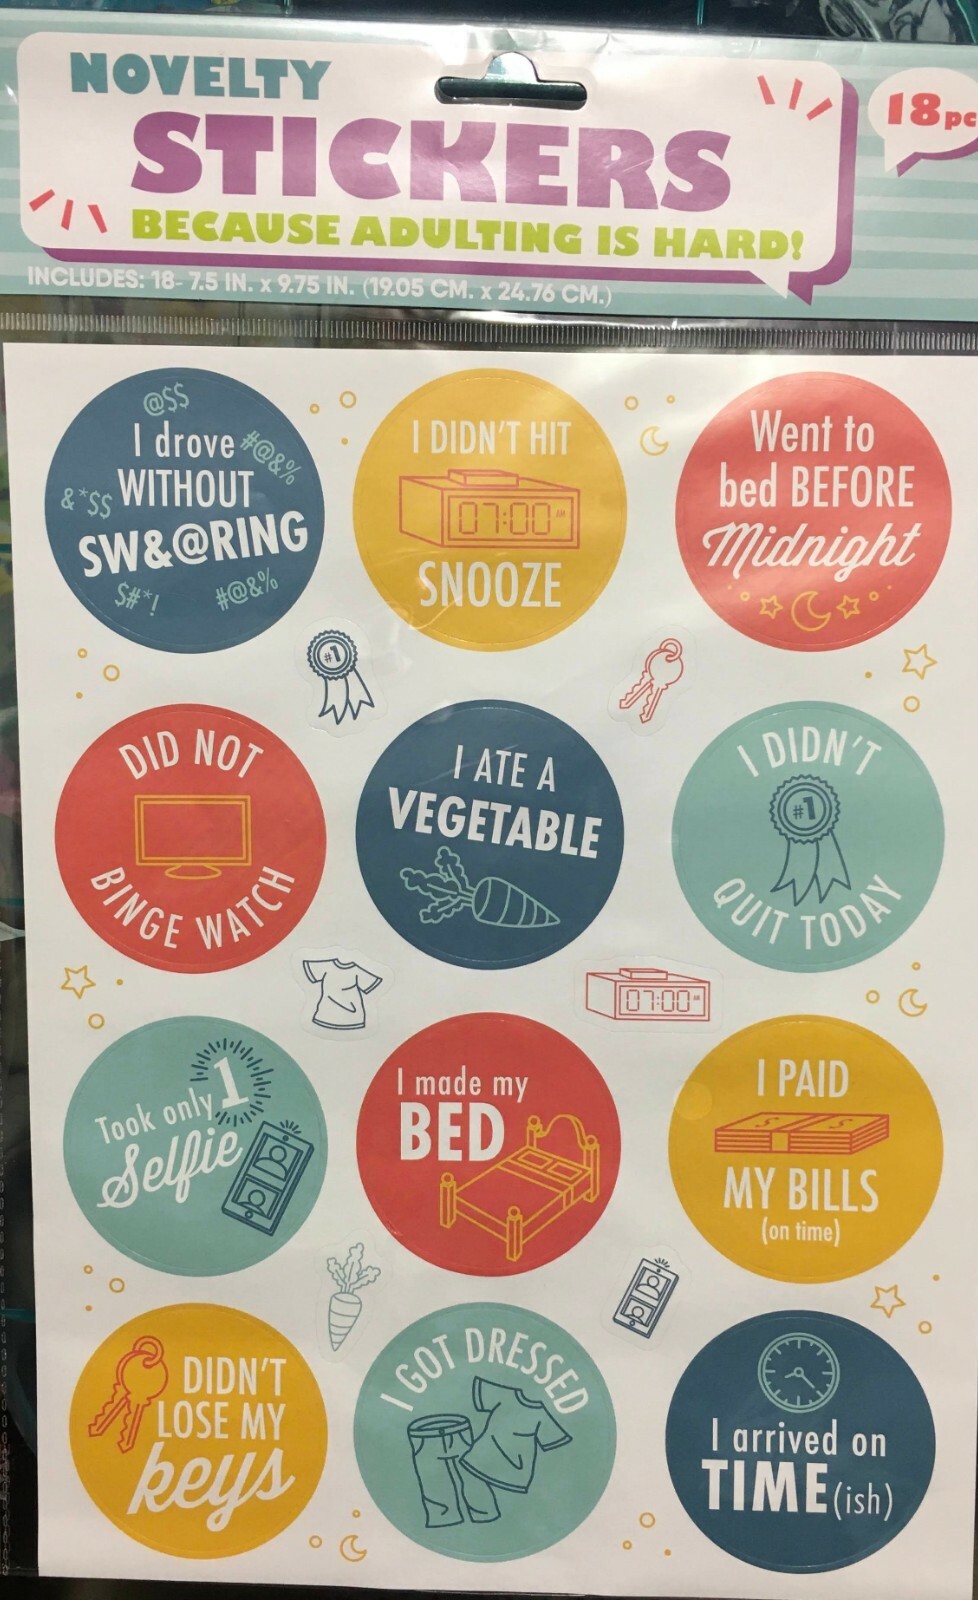 NOVELTY
STICKERS
BECAUSE ADULTING IS HARD!
18pc
INCLUDES: 18- 7.5 IN. x 9.75 IN. (19.05 CM. x 24.76 CM.)
@$$
I drove #@&%
&*$$ WITHOUT
SW&@RING
$#*! #@&%
I DIDN'T HIT
07:00 AM
SNOOZE
Went to
bed BEFORE
Midnight
#1
DID NOT
BINGE WATCH
I ATE A
VEGETABLE
I DIDN'T
#1
QUIT TODAY
07:00
Took only 1
Selfie
I made my
BED
I PAID
$ $
MY BILLS
(on time)
DIDN'T
LOSE MY
keys
I GOT DRESSED
I arrived on
TIME(ish)